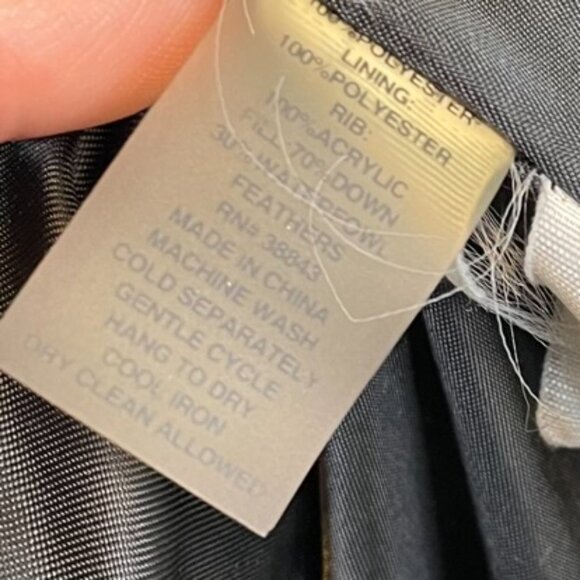 100%POLYESTER
LINING:
100%POLYESTER
RIB:
100%ACRYLIC
FILL:70%DOWN
30%WATERFOWL
FEATHERS
RN# 38843
MADE IN CHINA
MACHINE WASH
COLD SEPARATELY
GENTLE CYCLE
HANG TO DRY
COOL IRON
DRY CLEAN ALLOWED